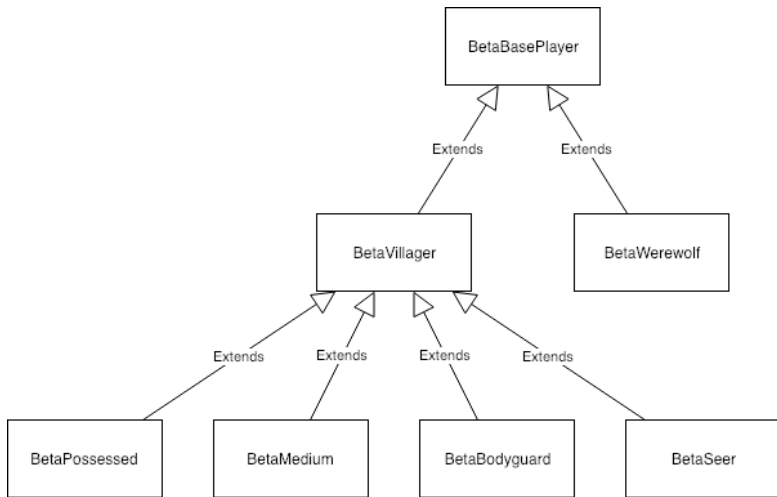 BetaBasePlayer
Extends
Extends
BetaVillager
BetaWerewolf
Extends
Extends
Extends
Extends
BetaPossessed
BetaMedium
BetaBodyguard
BetaSeer